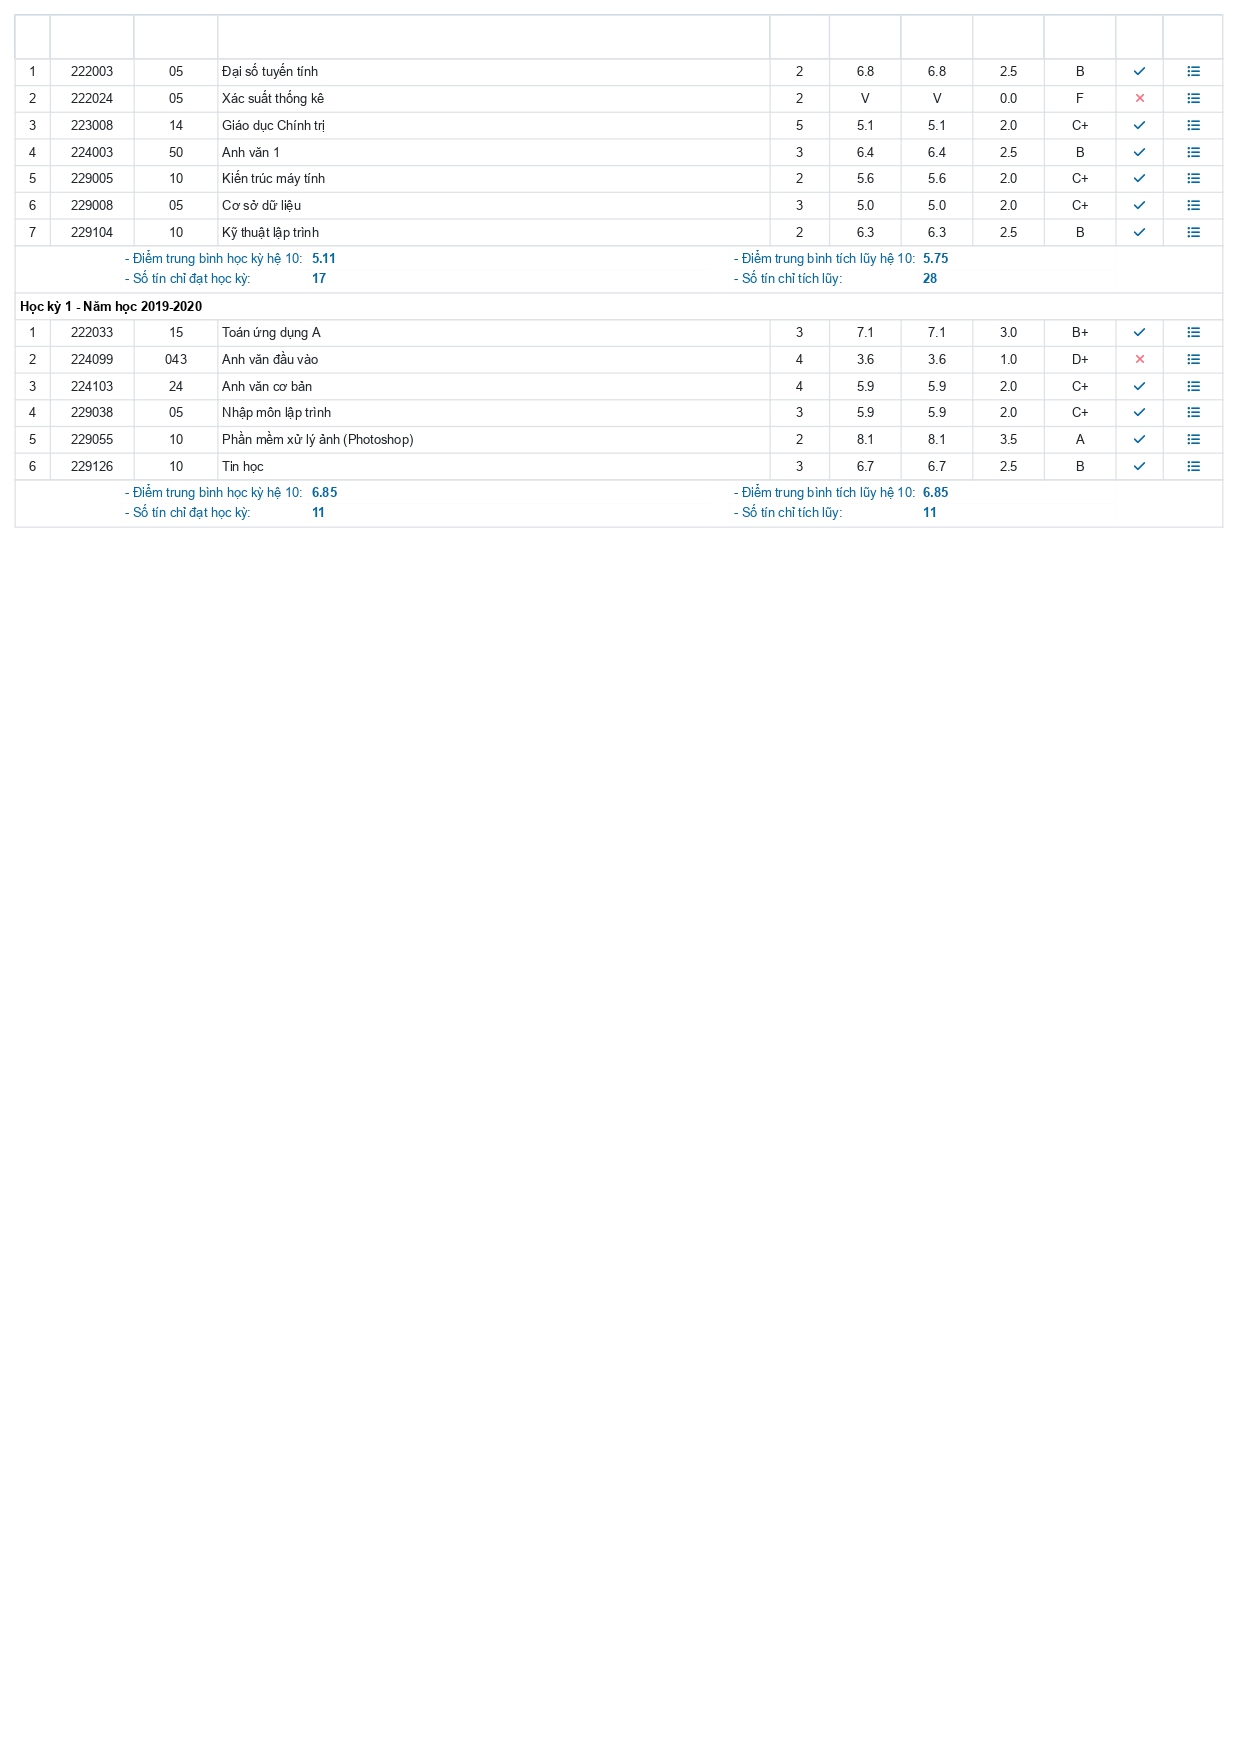 1 222003 05 Đại số tuyến tính 2 6.8 6.8 2.5 B
2 222024 05 Xác suất thống kê 2 V V 0.0 F
3 223008 14 Giáo dục Chính trị 5 5.1 5.1 2.0 C+
4 224003 50 Anh văn 1 3 6.4 6.4 2.5 B
5 229005 10 Kiến trúc máy tính 2 5.6 5.6 2.0 C+
6 229008 05 Cơ sở dữ liệu 3 5.0 5.0 2.0 C+
7 229104 10 Kỹ thuật lập trình 2 6.3 6.3 2.5 B
- Điểm trung bình học kỳ hệ 10: 5.11 - Điểm trung bình tích lũy hệ 10: 5.75
- Số tín chỉ đạt học kỳ: 17 - Số tín chỉ tích lũy: 28
Học kỳ 1 - Năm học 2019-2020
1 222033 15 Toán ứng dụng A 3 7.1 7.1 3.0 B+
2 224099 043 Anh văn đầu vào 4 3.6 3.6 1.0 D+
3 224103 24 Anh văn cơ bản 4 5.9 5.9 2.0 C+
4 229038 05 Nhập môn lập trình 3 5.9 5.9 2.0 C+
5 229055 10 Phần mềm xử lý ảnh (Photoshop) 2 8.1 8.1 3.5 A
6 229126 10 Tin học 3 6.7 6.7 2.5 B
- Điểm trung bình học kỳ hệ 10: 6.85 - Điểm trung bình tích lũy hệ 10: 6.85
- Số tín chỉ đạt học kỳ: 11 - Số tín chỉ tích lũy: 11